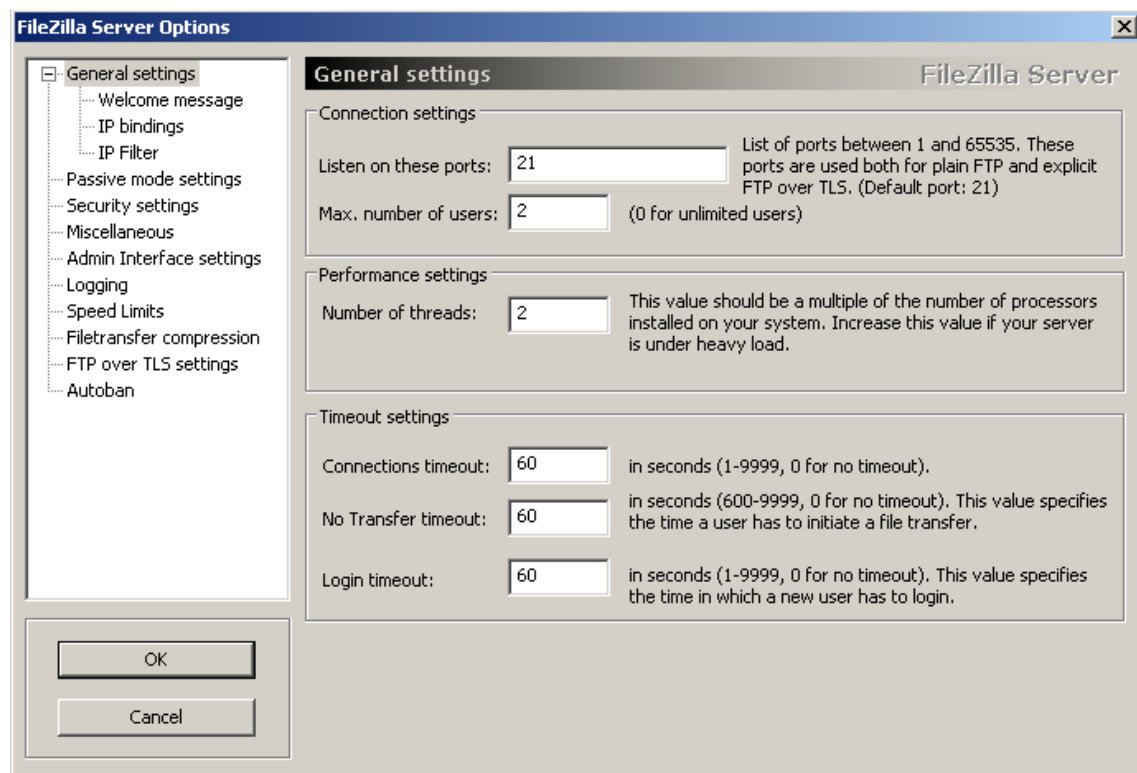 FileZilla Server Options
General settings
Welcome message
IP bindings
IP Filter
Passive mode settings
Security settings
Miscellaneous
Admin Interface settings
Logging
Speed Limits
Filetransfer compression
FTP over TLS settings
Autoban
OK
Cancel
General settings
FileZilla Server
Connection settings
Listen on these ports:
21
List of ports between 1 and 65535. These
ports are used both for plain FTP and explicit
FTP over TLS. (Default port: 21)
Max. number of users:
2
(0 for unlimited users)
Performance settings
Number of threads:
2
This value should be a multiple of the number of processors
installed on your system. Increase this value if your server
is under heavy load.
Timeout settings
Connections timeout:
60
in seconds (1-9999, 0 for no timeout).
No Transfer timeout:
60
in seconds (600-9999, 0 for no timeout). This value specifies
the time a user has to initiate a file transfer.
Login timeout:
60
in seconds (1-9999, 0 for no timeout). This value specifies
the time in which a new user has to login.